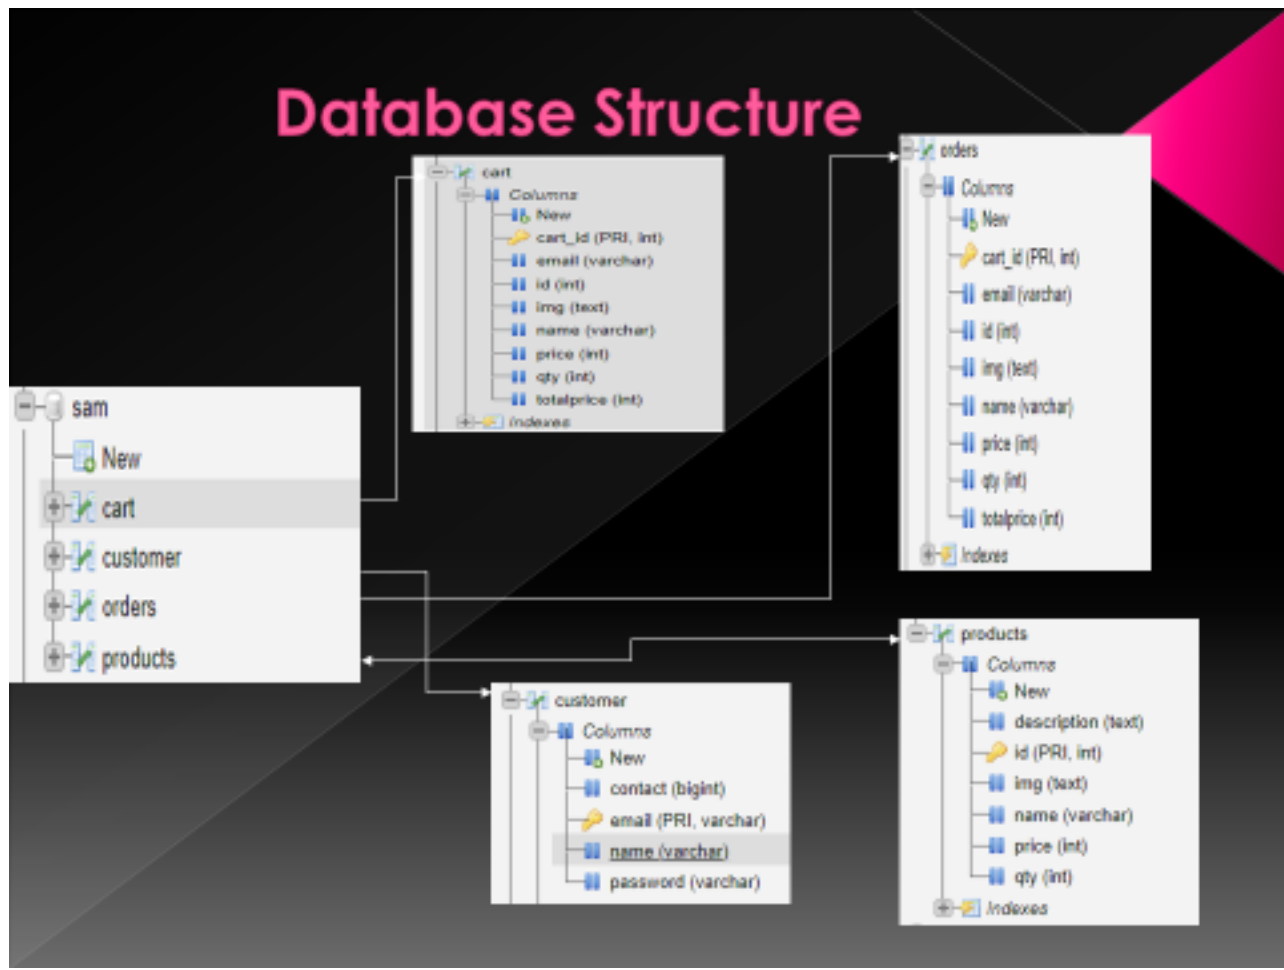 Database Structure
cart
Columns
New
cart_id (PRI, int)
email (varchar)
id (int)
img (text)
name (varchar)
price (int)
qty (int)
totalprice (int)
Indexes
orders
Columns
New
cart_id (PRI, int)
email (varchar)
id (int)
img (text)
name (varchar)
price (int)
qty (int)
totalprice (int)
Indexes
sam
New
cart
customer
orders
products
customer
Columns
New
contact (bigint)
email (PRI, varchar)
name (varchar)
password (varchar)
products
Columns
New
description (text)
id (PRI, int)
img (text)
name (varchar)
price (int)
qty (int)
Indexes